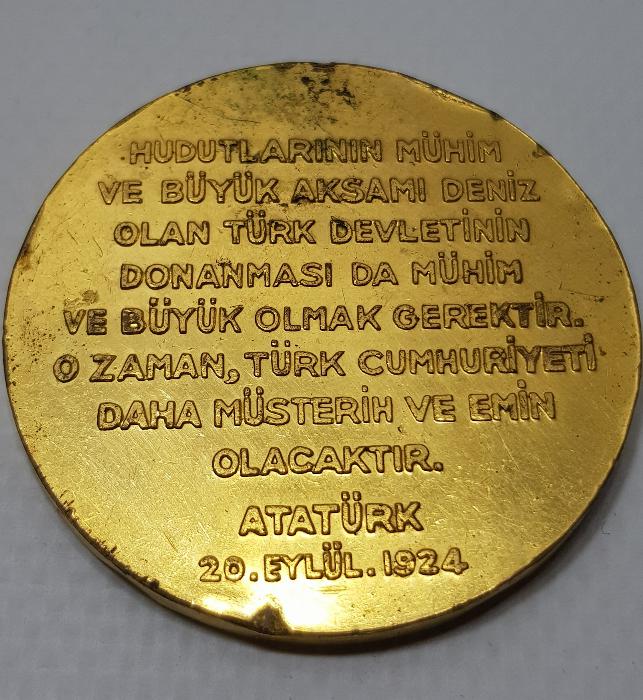 HUDUTLARININ MÜHİM
VE BÜYÜK AKSAMI DENİZ
OLAN TÜRK DEVLETİNİN
DONANMASI DA MÜHİM
VE BÜYÜK OLMAK GEREKTİR.
O ZAMAN, TÜRK CUMHURİYETİ
DAHA MÜSTERİH VE EMİN
OLACAKTIR.
ATATÜRK
20.EYLÜL.1924